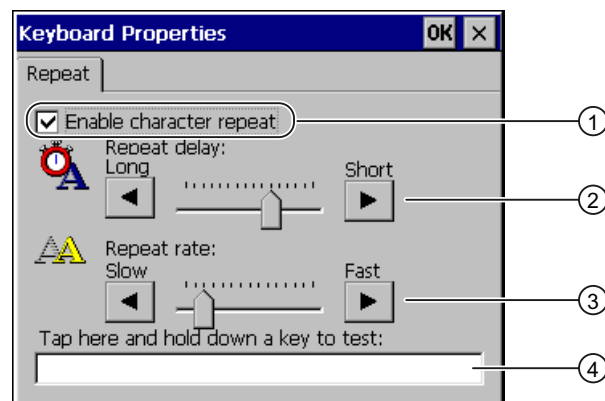 Keyboard Properties OK ×
Repeat
Enable character repeat 1
Repeat delay:
Long Short
2
Repeat rate:
Slow Fast
3
Tap here and hold down a key to test:
4